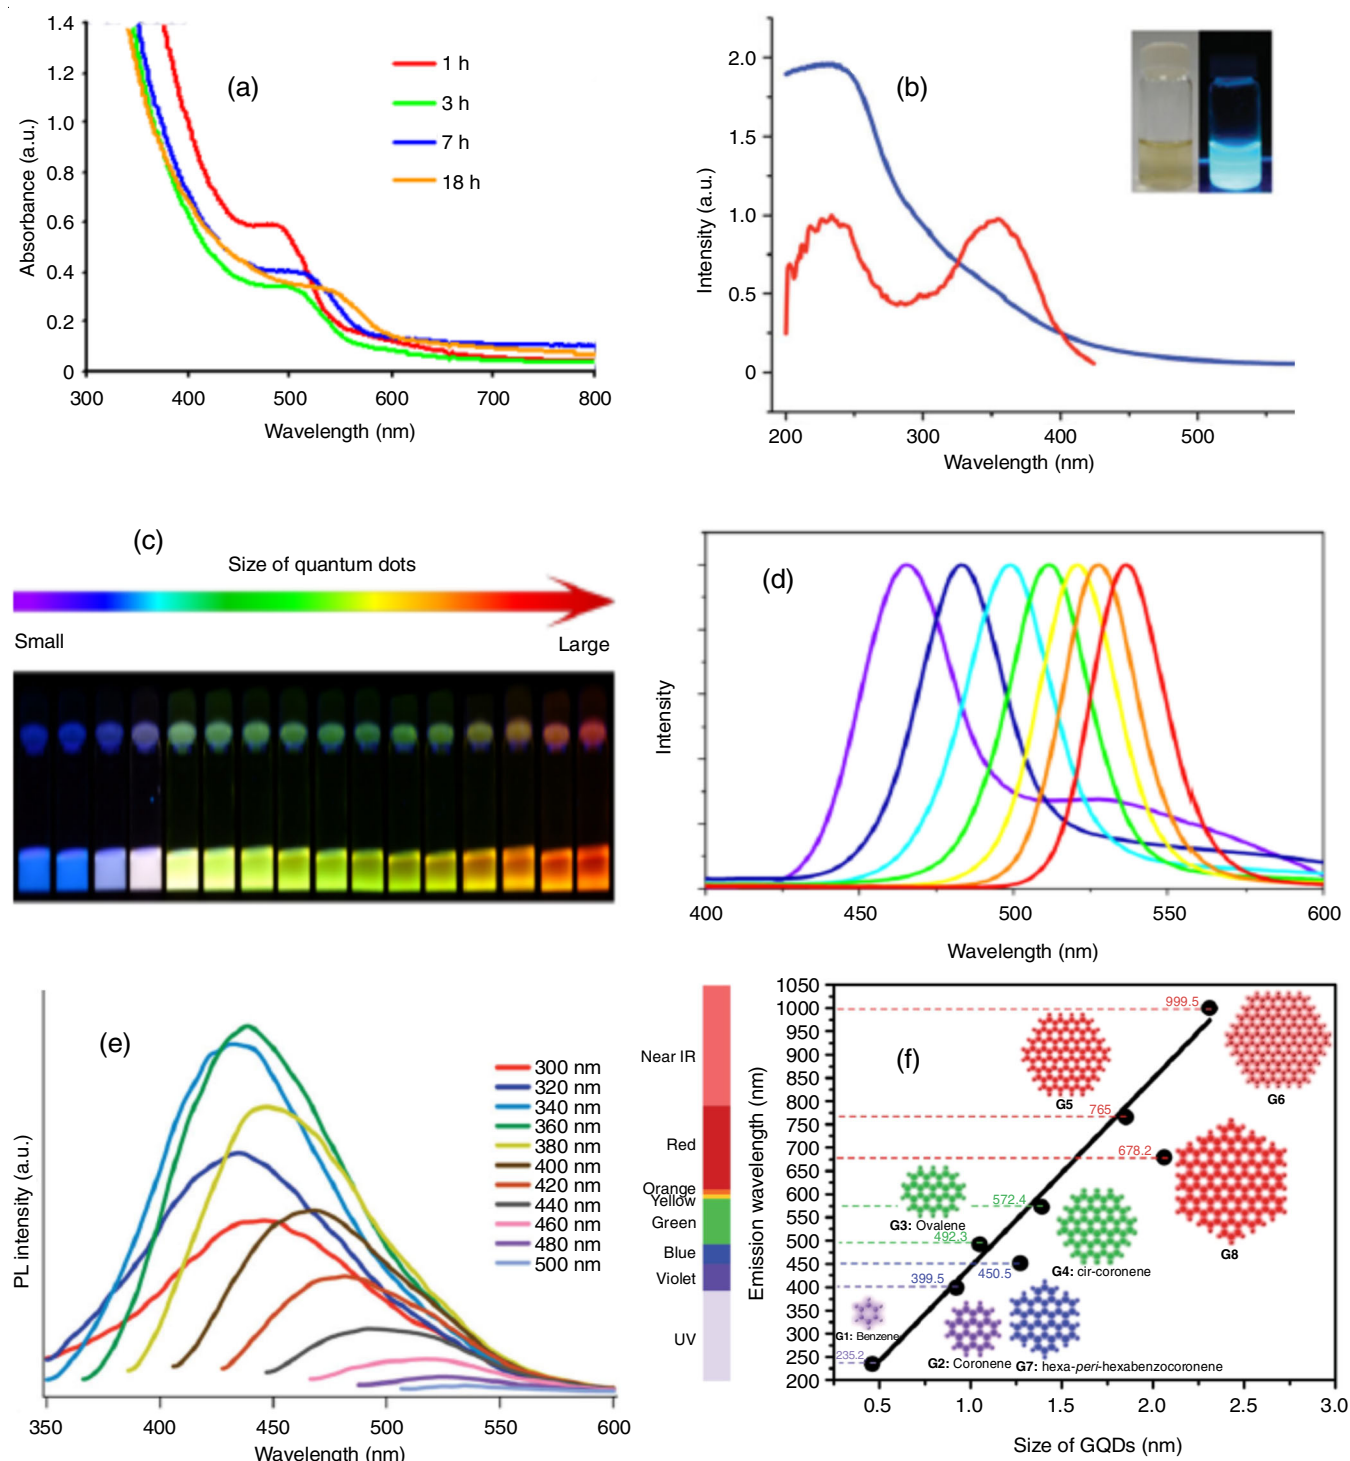 (a)
1.4
1.2
1.0
0.8
0.6
0.4
0.2
0
Absorbance (a.u.)
1 h
3 h
7 h
18 h
300 400 500 600 700 800
Wavelength (nm)
(b)
2.0
1.5
1.0
0.5
0
Intensity (a.u.)
200 300 400 500
Wavelength (nm)
(c)
Size of quantum dots
Small
Large
(d)
Intensity
400 450 500 550 600
Wavelength (nm)
(e)
PL intensity (a.u.)
300 nm
320 nm
340 nm
360 nm
380 nm
400 nm
420 nm
440 nm
460 nm
480 nm
500 nm
350 400 450 500 550 600
Wavelength (nm)
Near IR
Red
Orange
Yellow
Green
Blue
Violet
UV
(f)
Emission wavelength (nm)
1050
1000
950
900
850
800
750
700
650
600
550
500
450
400
350
300
250
200
999.5
G5
G6
765
678.2
G8
572.4
G3: Ovalene
492.3
450.5
G4: cir-coronene
399.5
G1: Benzene
235.2
G2: Coronene
G7: hexa-peri-hexabenzocoronene
0.5 1.0 1.5 2.0 2.5 3.0
Size of GQDs (nm)